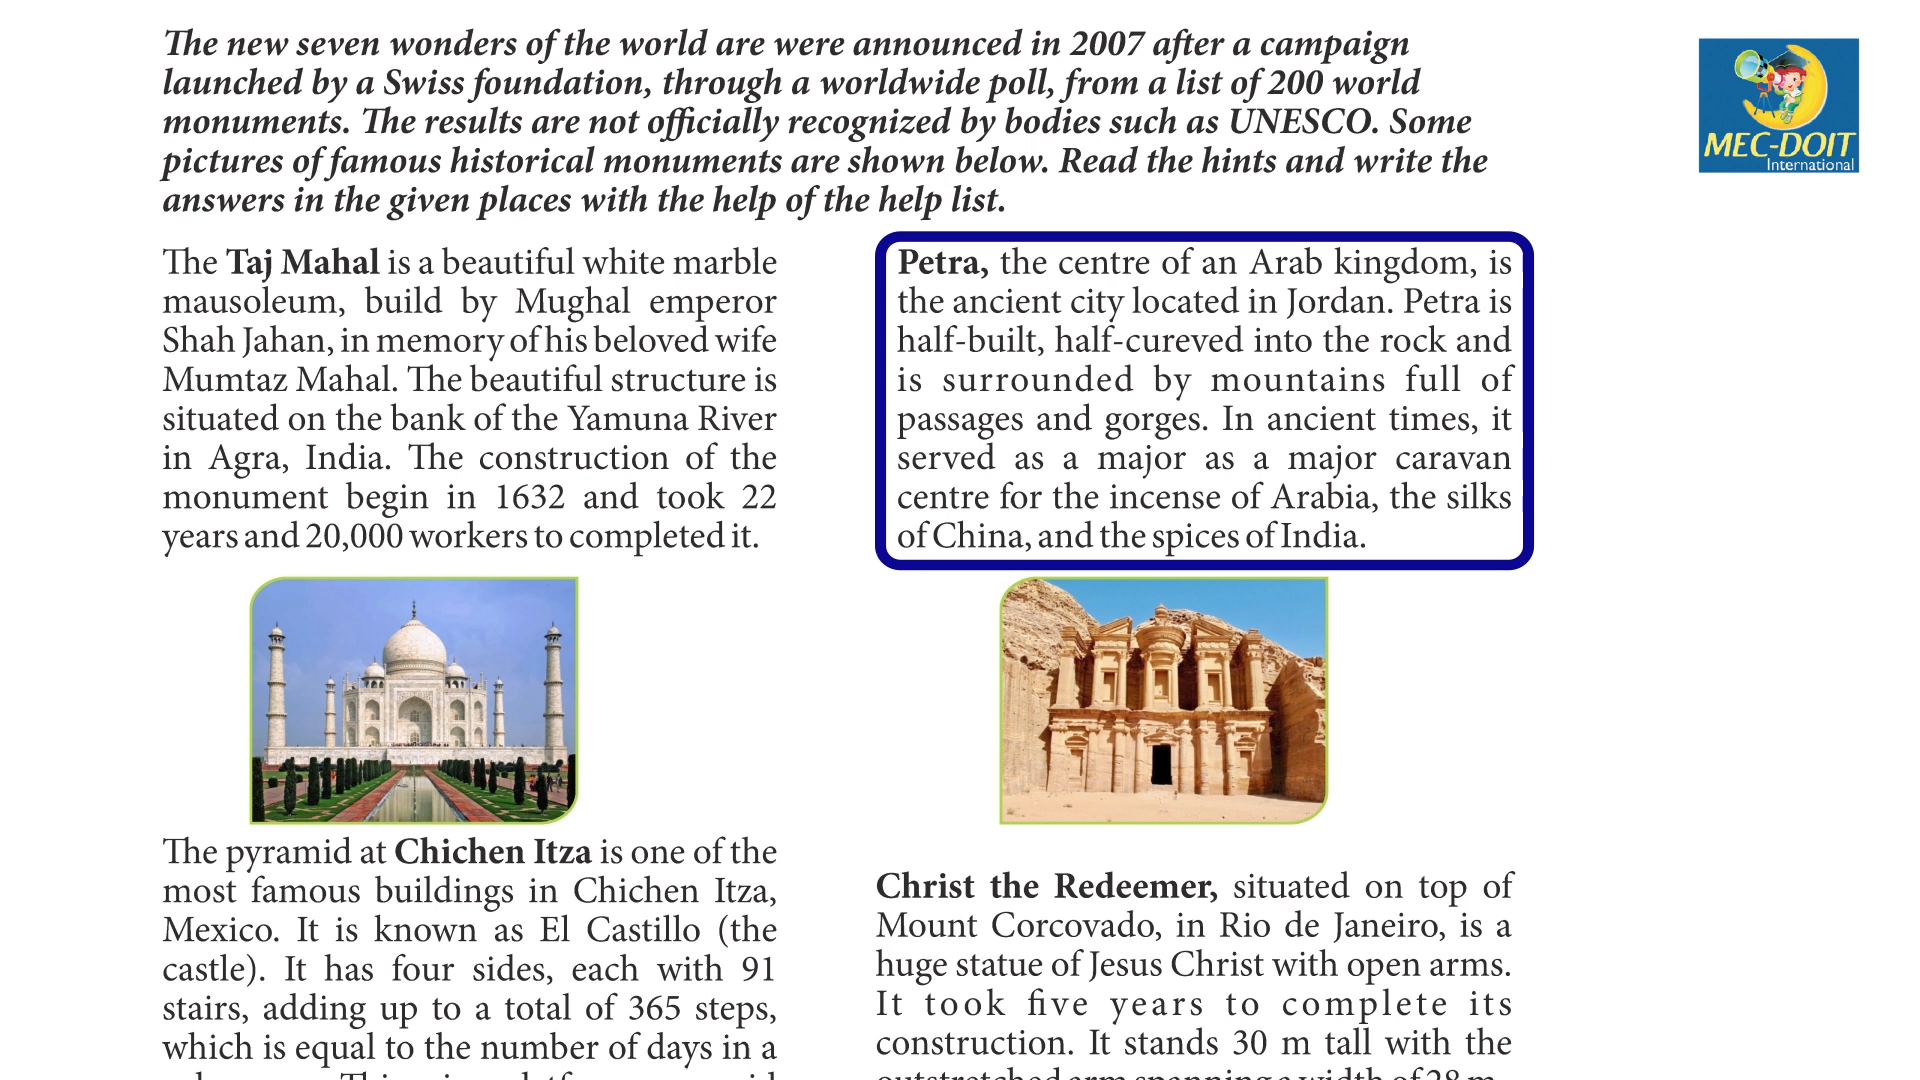 The new seven wonders of the world are were announced in 2007 after a campaign
launched by a Swiss foundation, through a worldwide poll, from a list of 200 world
monuments. The results are not officially recognized by bodies such as UNESCO. Some
pictures of famous historical monuments are shown below. Read the hints and write the
answers in the given places with the help of the help list.
MEC-DOIT
International
The Taj Mahal is a beautiful white marble
mausoleum, build by Mughal emperor
Shah Jahan, in memory of his beloved wife
Mumtaz Mahal. The beautiful structure is
situated on the bank of the Yamuna River
in Agra, India. The construction of the
monument begin in 1632 and took 22
years and 20,000 workers to completed it.
Petra, the centre of an Arab kingdom, is
the ancient city located in Jordan. Petra is
half-built, half-cureved into the rock and
is surrounded by mountains full of
passages and gorges. In ancient times, it
served as a major as a major caravan
centre for the incense of Arabia, the silks
of China, and the spices of India.
The pyramid at Chichen Itza is one of the
most famous buildings in Chichen Itza,
Mexico. It is known as El Castillo (the
castle). It has four sides, each with 91
stairs, adding up to a total of 365 steps,
which is equal to the number of days in a
Christ the Redeemer, situated on top of
Mount Corcovado, in Rio de Janeiro, is a
huge statue of Jesus Christ with open arms.
It took five years to complete its
construction. It stands 30 m tall with the
outstretched arm spanning a width of 28 m